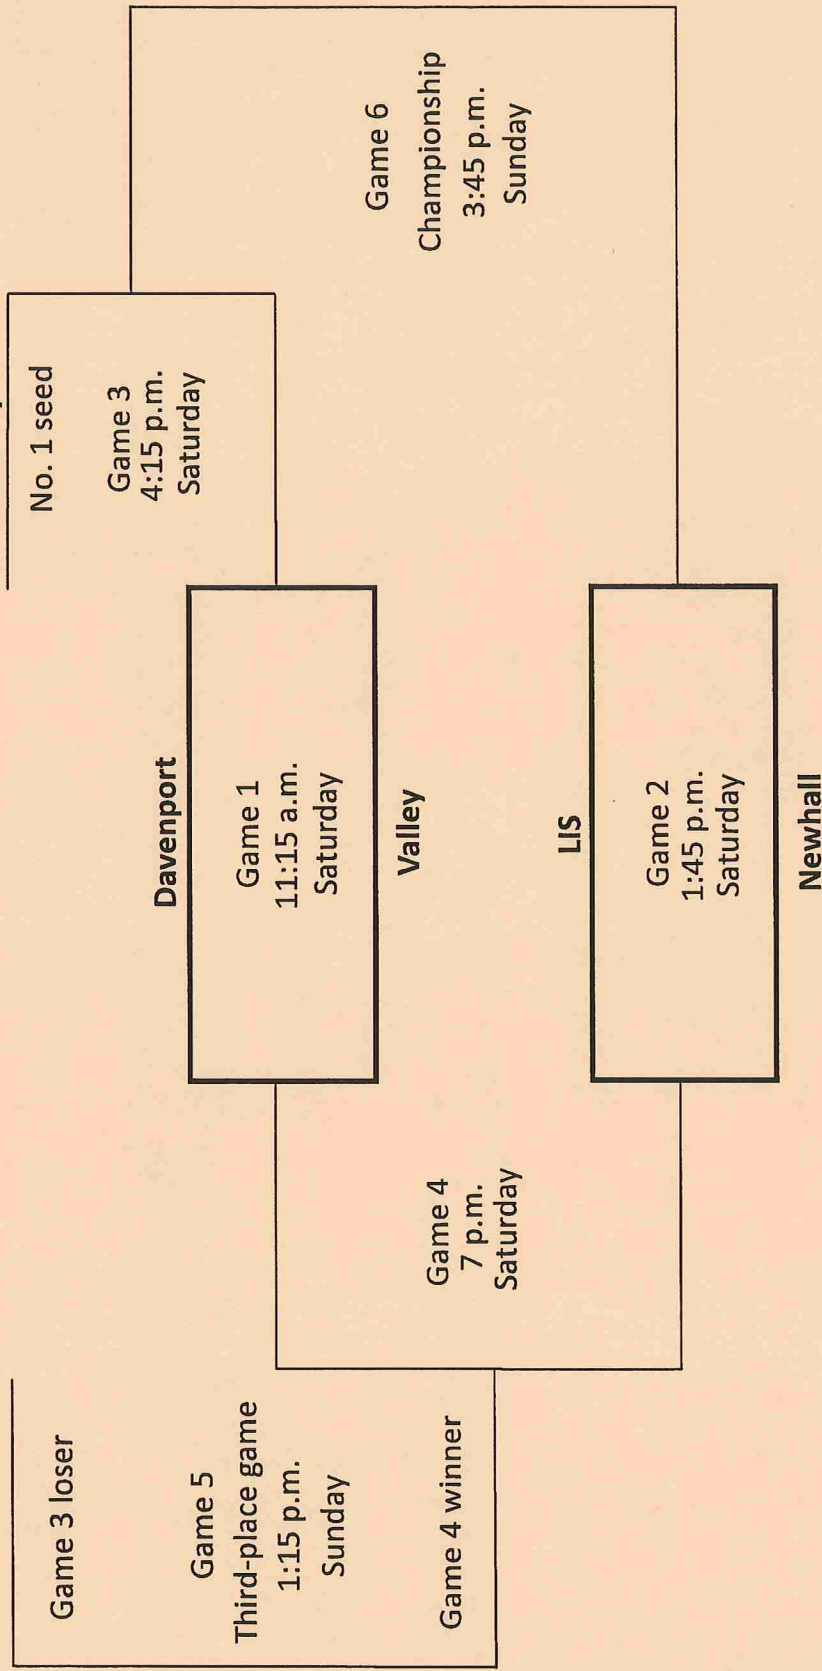 Game 3 loser
Game 5
Third-place game
1:15 p.m.
Sunday
Game 4 winner
Game 4
7 p.m.
Saturday
Davenport
Game 1
11:15 a.m.
Saturday
Valley
LIS
Game 2
1:45 p.m.
Saturday
Newhall
No. 1 seed
Game 3
4:15 p.m.
Saturday
Game 6
Championship
3:45 p.m.
Sunday